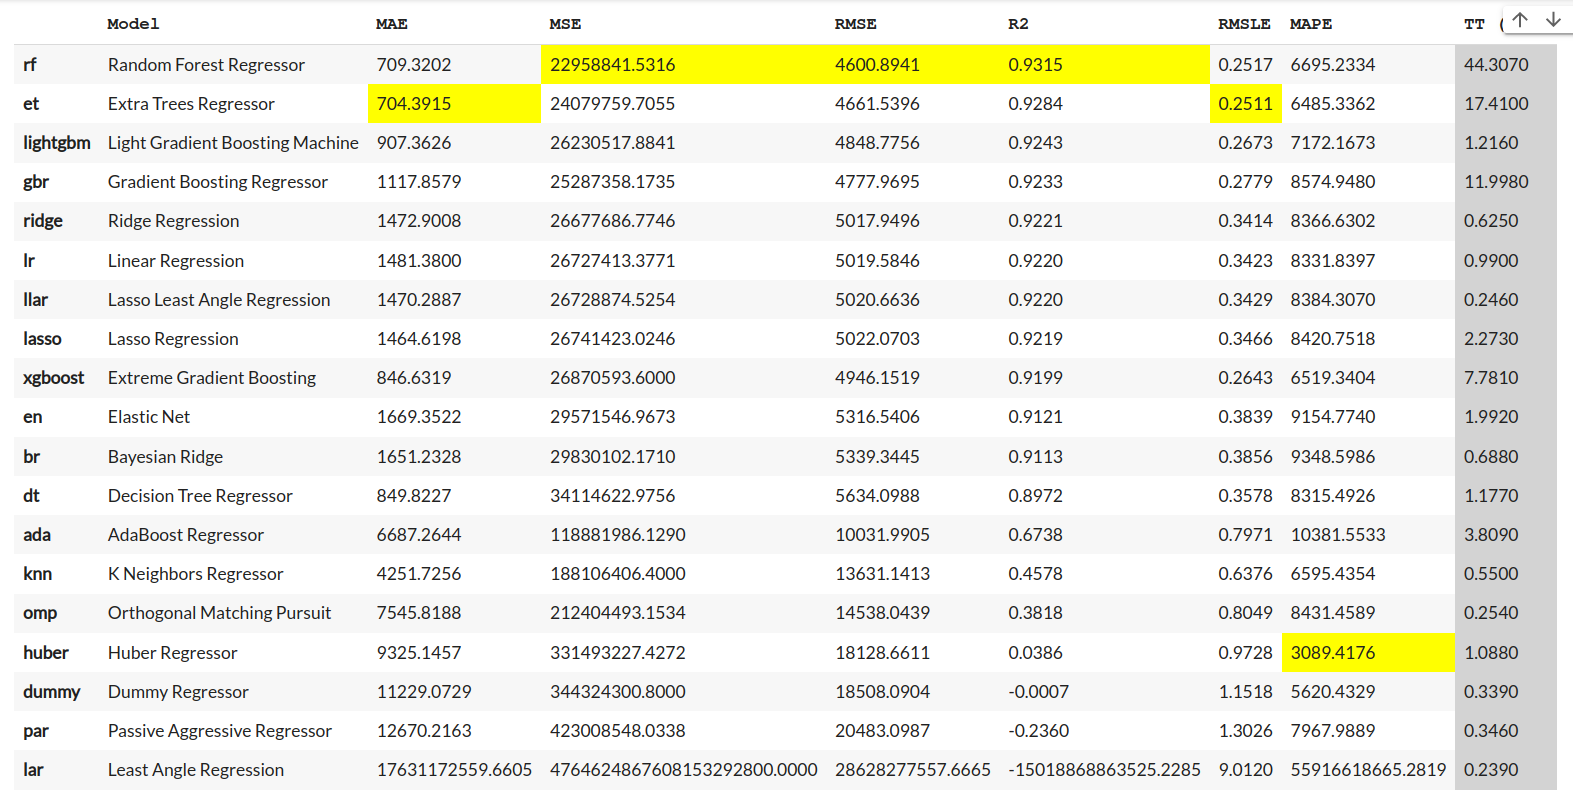 Model MAE MSE RMSE R2 RMSLE MAPE TT (
rf Random Forest Regressor 709.3202 22958841.5316 4600.8941 0.9315 0.2517 6695.2334 44.3070
et Extra Trees Regressor 704.3915 24079759.7055 4661.5396 0.9284 0.2511 6485.3362 17.4100
lightgbm Light Gradient Boosting Machine 907.3626 26230517.8841 4848.7756 0.9243 0.2673 7172.1673 1.2160
gbr Gradient Boosting Regressor 1117.8579 25287358.1735 4777.9695 0.9233 0.2779 8574.9480 11.9980
ridge Ridge Regression 1472.9008 26677686.7746 5017.9496 0.9221 0.3414 8366.6302 0.6250
lr Linear Regression 1481.3800 26727413.3771 5019.5846 0.9220 0.3423 8331.8397 0.9900
llar Lasso Least Angle Regression 1470.2887 26728874.5254 5020.6636 0.9220 0.3429 8384.3070 0.2460
lasso Lasso Regression 1464.6198 26741423.0246 5022.0703 0.9219 0.3466 8420.7518 2.2730
xgboost Extreme Gradient Boosting 846.6319 26870593.6000 4946.1519 0.9199 0.2643 6519.3404 7.7810
en Elastic Net 1669.3522 29571546.9673 5316.5406 0.9121 0.3839 9154.7740 1.9920
br Bayesian Ridge 1651.2328 29830102.1710 5339.3445 0.9113 0.3856 9348.5986 0.6880
dt Decision Tree Regressor 849.8227 34114622.9756 5634.0988 0.8972 0.3578 8315.4926 1.1770
ada AdaBoost Regressor 6687.2644 118881986.1290 10031.9905 0.6738 0.7971 10381.5533 3.8090
knn K Neighbors Regressor 4251.7256 188106406.4000 13631.1413 0.4578 0.6376 6595.4354 0.5500
omp Orthogonal Matching Pursuit 7545.8188 212404493.1534 14538.0439 0.3818 0.8049 8431.4589 0.2540
huber Huber Regressor 9325.1457 331493227.4272 18128.6611 0.0386 0.9728 3089.4176 1.0880
dummy Dummy Regressor 11229.0729 344324300.8000 18508.0904 -0.0007 1.1518 5620.4329 0.3390
par Passive Aggressive Regressor 12670.2163 423008548.0338 20483.0987 -0.2360 1.3026 7967.9889 0.3460
lar Least Angle Regression 17631172559.6605 4764624867608153292800.0000 28628277557.6665 -15018868863525.2285 9.0120 55916618665.2819 0.2390